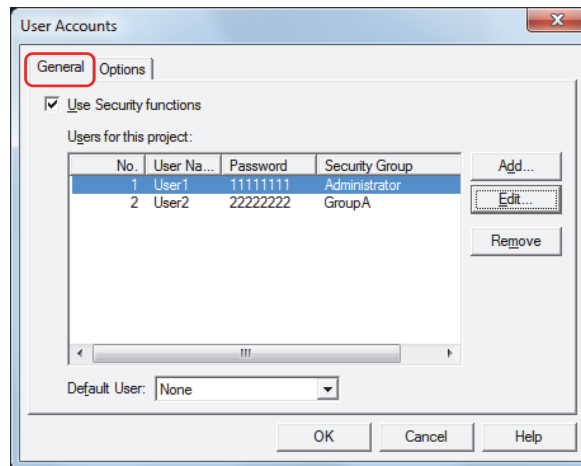 User Accounts
General Options
Use Security functions
Users for this project:
No. User Na... Password Security Group
1 User1 11111111 Administrator
2 User2 22222222 GroupA
Add...
Edit...
Remove
Default User: None
OK Cancel Help